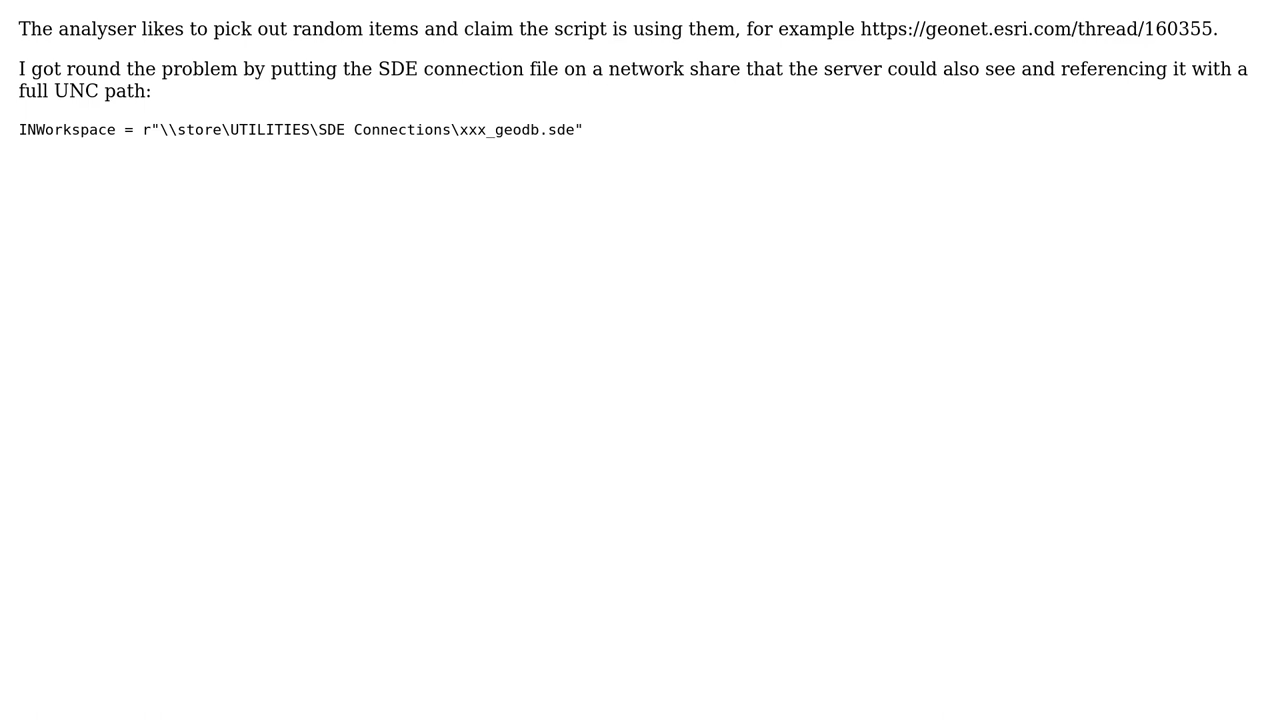 The analyser likes to pick out random items and claim the script is using them, for example https://geonet.esri.com/thread/160355.
I got round the problem by putting the SDE connection file on a network share that the server could also see and referencing it with a
full UNC path:
INWorkspace = r"\\store\UTILITIES\SDE Connections\xxx_geodb.sde"